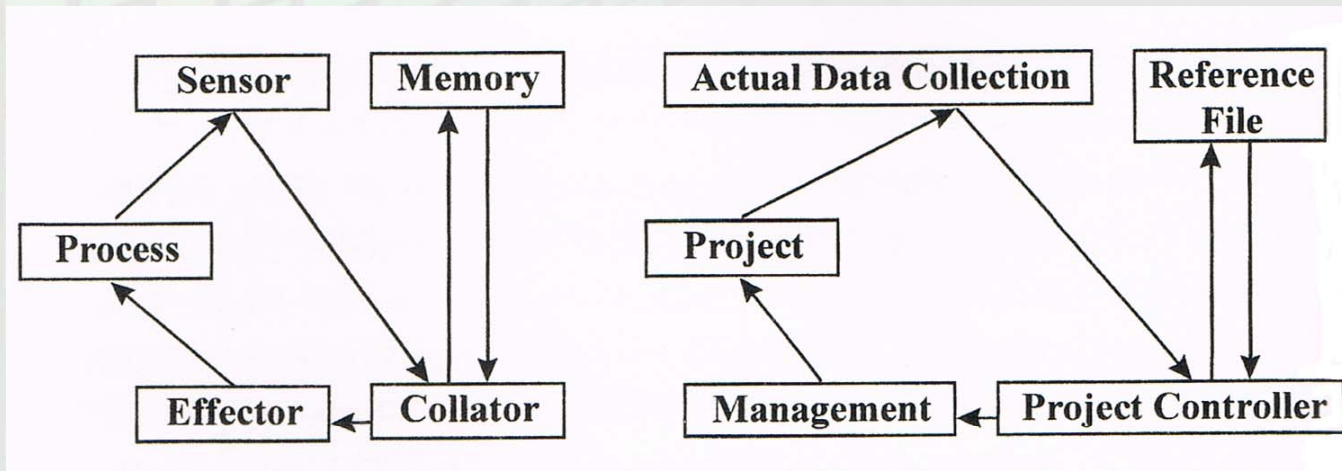 Sensor
Memory
Process
Effector
Collator
Actual Data Collection
Reference
File
Project
Management
Project Controller